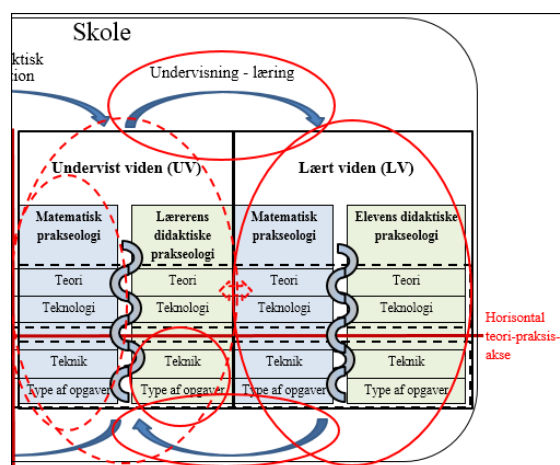 Skole
ktisk
tion
Undervisning - læring
Undervist viden (UV)
Lært viden (LV)
Matematisk
prakseologi
Lærerens
didaktiske
prakseologi
Matematisk
prakseologi
Elevens didaktiske
prakseologi
Teori
Teori
Teori
Teori
Teknologi
Teknologi
Teknologi
Teknologi
Horisontal
teori-praksis-
akse
Teknik
Teknik
Teknik
Teknik
Type af opgaver
Type af opgaver
Type af opgaver
Type af opgaver